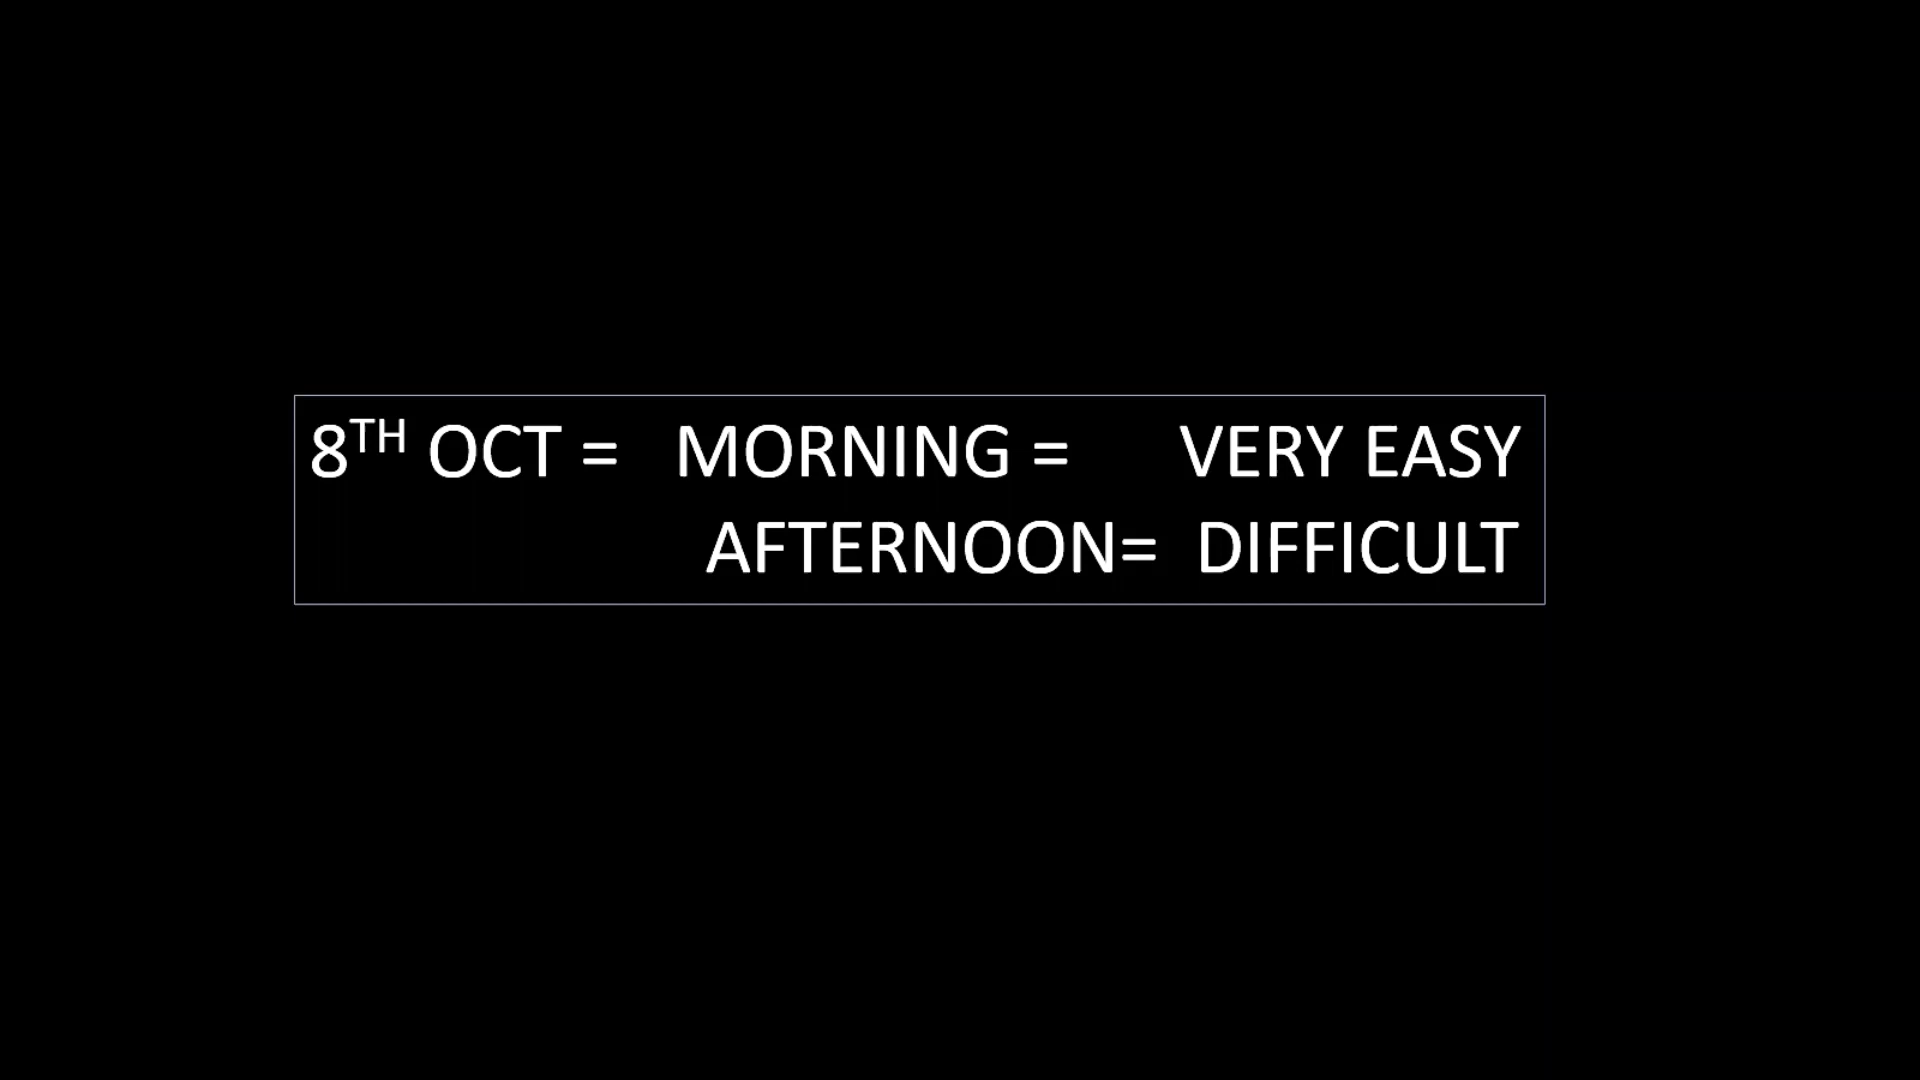 8TH OCT = MORNING = VERY EASY
AFTERNOON= DIFFICULT